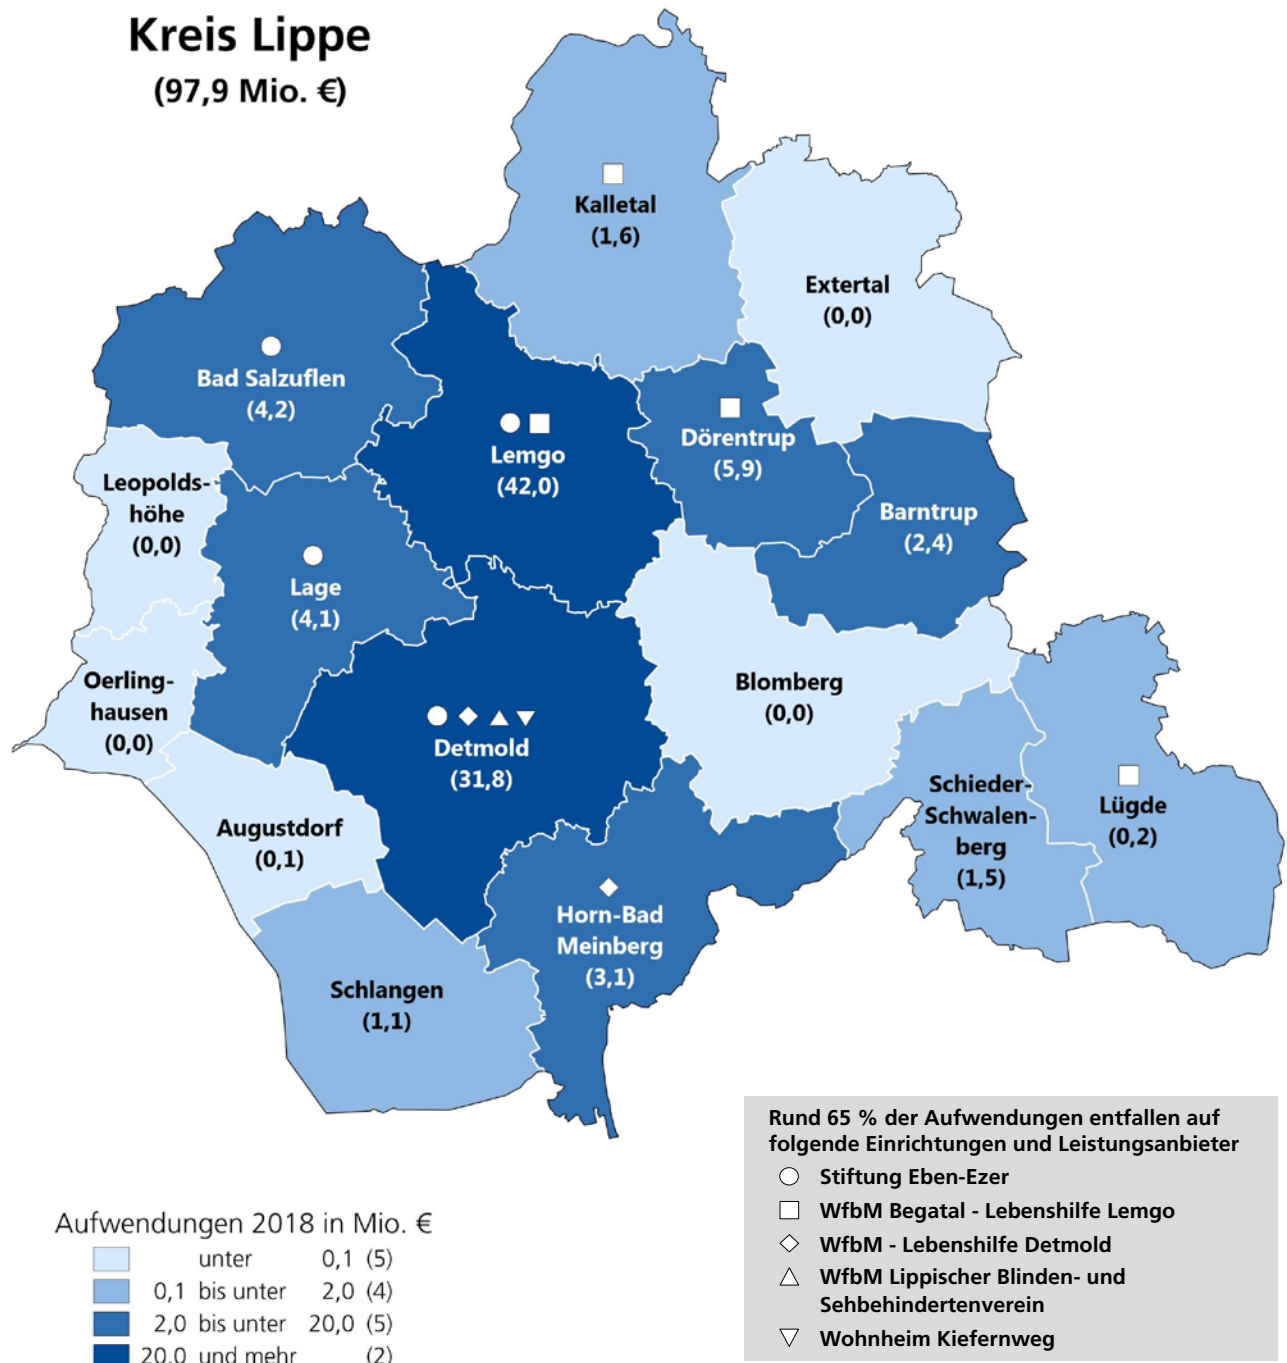 Kreis Lippe
(97,9 Mio. €)
Kalletal
(1,6)
Extertal
(0,0)
Bad Salzuflen
(4,2)
Lemgo
(42,0)
Dörentrup
(5,9)
Barntrup
(2,4)
Leopolds-
höhe
(0,0)
Lage
(4,1)
Oerling-
hausen
(0,0)
Blomberg
(0,0)
Detmold
(31,8)
Schieder-
Schwalen-
berg
(1,5)
Lügde
(0,2)
Augustdorf
(0,1)
Horn-Bad
Meinberg
(3,1)
Schlangen
(1,1)
Rund 65 % der Aufwendungen entfallen auf
folgende Einrichtungen und Leistungsanbieter
Stiftung Eben-Ezer
WfbM Begatal - Lebenshilfe Lemgo
WfbM - Lebenshilfe Detmold
WfbM Lippischer Blinden- und
Sehbehindertenverein
Wohnheim Kiefernweg
Aufwendungen 2018 in Mio. €
unter 0,1 (5)
0,1 bis unter 2,0 (4)
2,0 bis unter 20,0 (5)
20,0 und mehr (2)